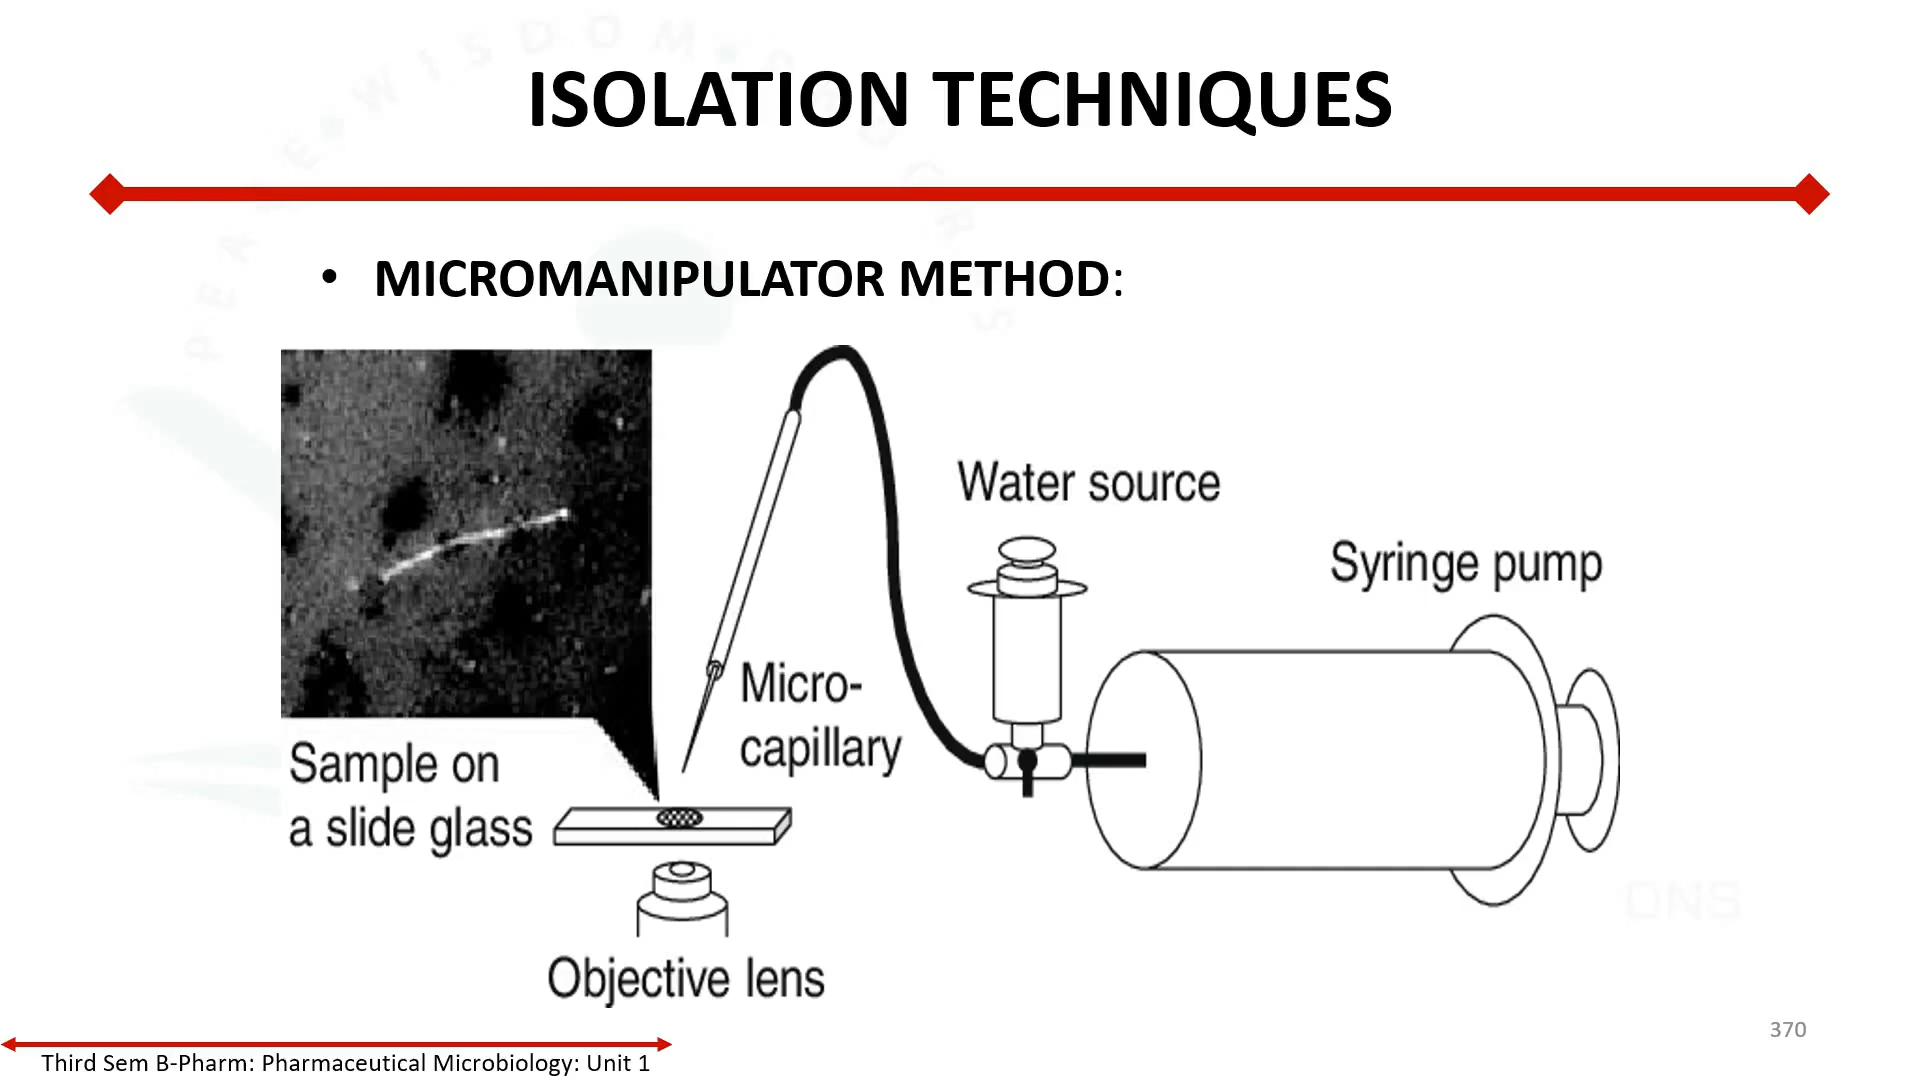 ISOLATION TECHNIQUES
• MICROMANIPULATOR METHOD:
Water source
Syringe pump
Micro-
capillary
Sample on
a slide glass
Objective lens
370
Third Sem B-Pharm: Pharmaceutical Microbiology: Unit 1
DNS